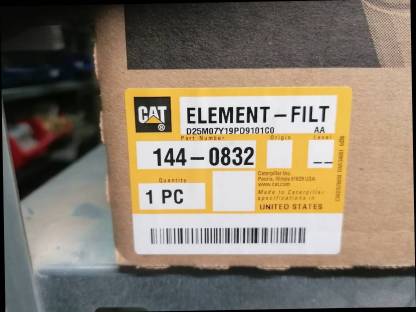 CAT
®
ELEMENT-FILT
D25M07Y19PD9101C0 AA
Part Number Origin Level
144-0832
--
Quantity
1 PC
Caterpillar Inc.
Peoria, Illinois 61629 USA
www.cat.com
Made to Caterpillar
specifications in
UNITED STATES